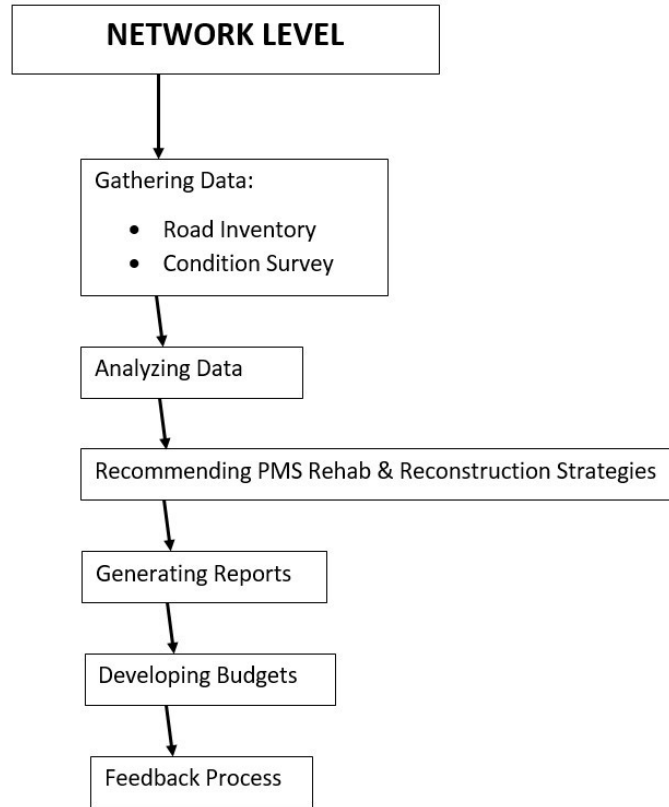 NETWORK LEVEL
Gathering Data:
• Road Inventory
• Condition Survey
Analyzing Data
Recommending PMS Rehab & Reconstruction Strategies
Generating Reports
Developing Budgets
Feedback Process